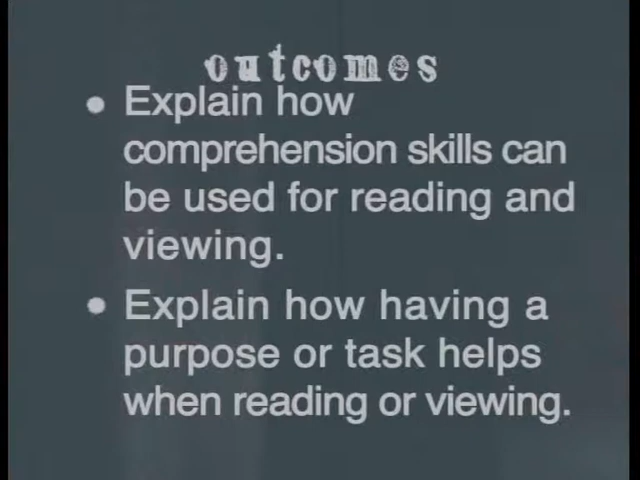 outcomes
• Explain how
comprehension skills can
be used for reading and
viewing.
• Explain how having a
purpose or task helps
when reading or viewing.